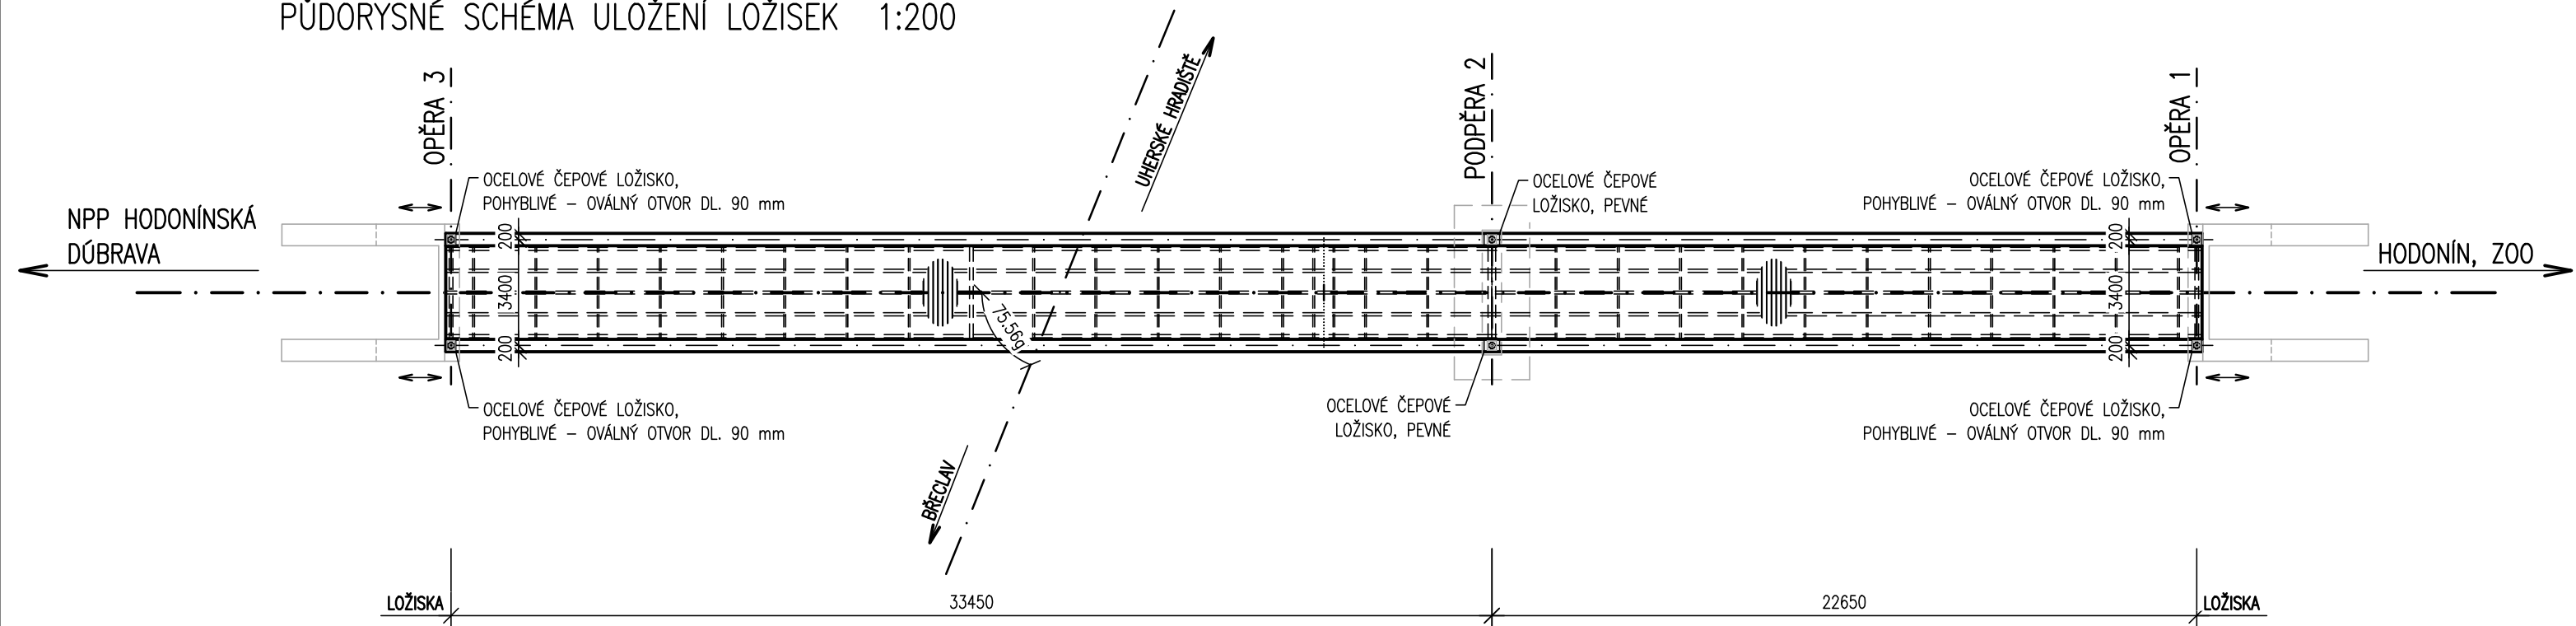 PŮDORYSNÉ SCHÉMA ULOŽENÍ LOŽISEK 1:200
OPĚRA 3
UHERSKÉ HRADIŠTĚ
PODPĚRA 2
OPĚRA 1
OCELOVÉ ČEPOVÉ LOŽISKO,
POHYBLIVÉ – OVÁLNÝ OTVOR DL. 90 mm
OCELOVÉ ČEPOVÉ
LOŽISKO, PEVNÉ
OCELOVÉ ČEPOVÉ LOŽISKO,
POHYBLIVÉ – OVÁLNÝ OTVOR DL. 90 mm
NPP HODONÍNSKÁ
DÚBRAVA
HODONÍN, ZOO
200
3400
200
75.56g
200
3400
200
OCELOVÉ ČEPOVÉ LOŽISKO,
POHYBLIVÉ – OVÁLNÝ OTVOR DL. 90 mm
OCELOVÉ ČEPOVÉ
LOŽISKO, PEVNÉ
OCELOVÉ ČEPOVÉ LOŽISKO,
POHYBLIVÉ – OVÁLNÝ OTVOR DL. 90 mm
BŘECLAV
LOŽISKA
33450
22650
LOŽISKA